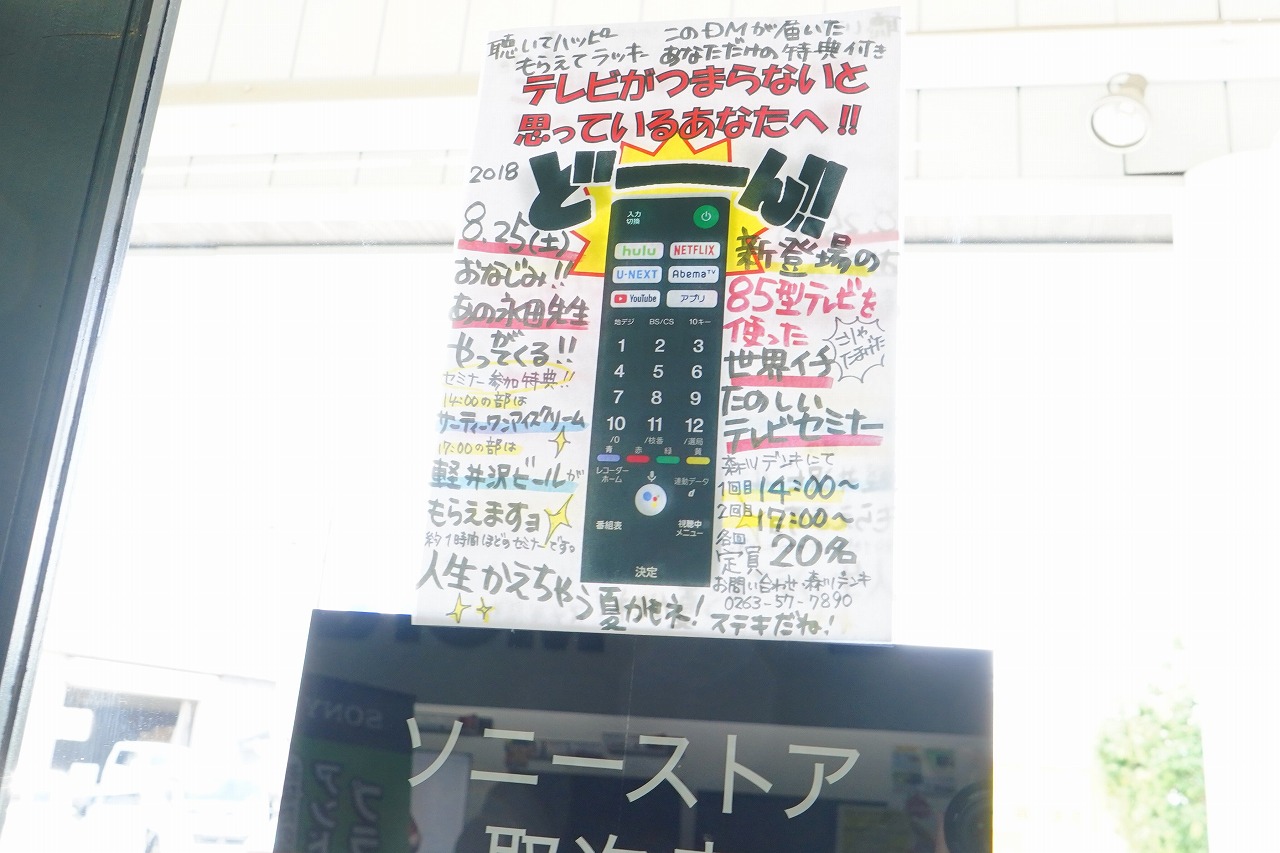 聴いてハッピー
もらえてラッキー
このDMが届いた
あなただけの特典付き
テレビがつまらないと
思っているあなたへ!!
どーん!!
2018
8.25(土)
おなじみ!!
あの永田先生
が
やってくる!!
セミナー参加特典!!
14:00の部は
サーティーワンアイスクリーム
17:00の部は
軽井沢ビールが
もらえますヨ
約1時間ほどのセミナーです。
入力
切換
hulu
NETFLIX
U-NEXT
AbemaTV
YouTube
アプリ
地デジ
BS/CS
10キー
1 2 3
4 5 6
7 8 9
10 11 12
/0 /枝番 /選局
青 赤 緑 黄
レコーダー
ホーム
連動データ
d
番組表
視聴中
メニュー
決定
新登場の
85型テレビを
使った
こりゃ
たまげた
世界イチ
たのしい
テレビセミナー
森川デンキにて
1回目 14:00〜
2回目 17:00〜
各回
定員 20名
お問い合わせ・森川デンキ
0263-57-7890
人生かえちゃう夏かもネ!
ステキだね!
ソニーストア
SONY